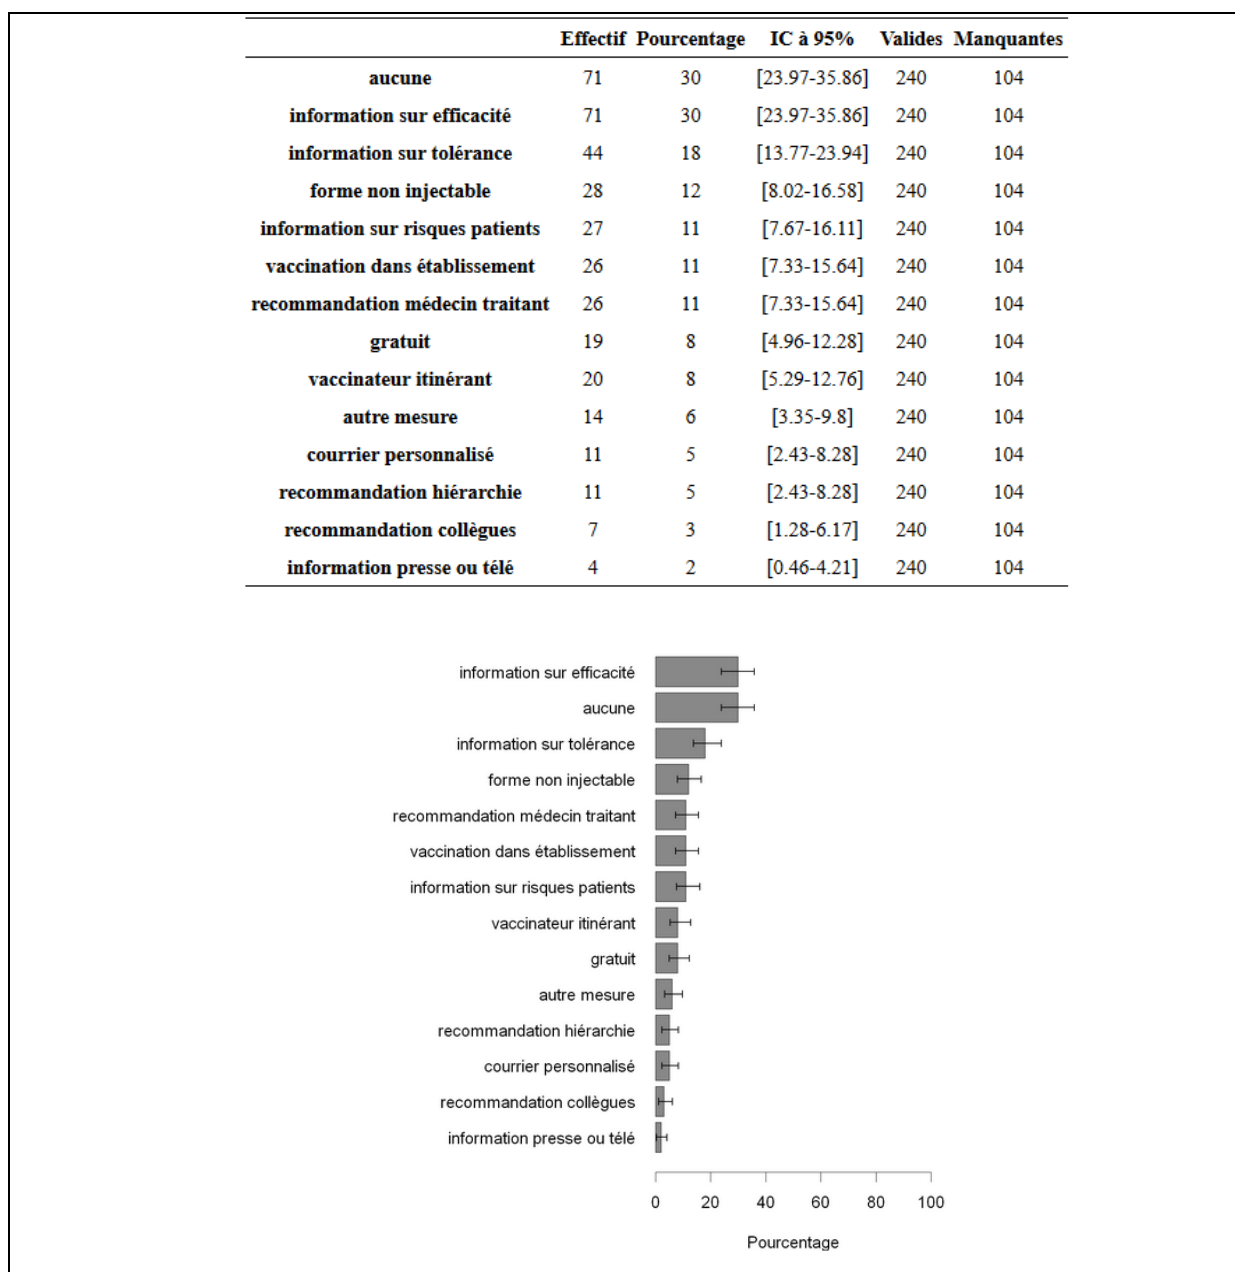 Effectif Pourcentage IC à 95% Valides Manquantes
aucune 71 30 [23.97-35.86] 240 104
information sur efficacité 71 30 [23.97-35.86] 240 104
information sur tolérance 44 18 [13.77-23.94] 240 104
forme non injectable 28 12 [8.02-16.58] 240 104
information sur risques patients 27 11 [7.67-16.11] 240 104
vaccination dans établissement 26 11 [7.33-15.64] 240 104
recommandation médecin traitant 26 11 [7.33-15.64] 240 104
gratuit 19 8 [4.96-12.28] 240 104
vaccinateur itinérant 20 8 [5.29-12.76] 240 104
autre mesure 14 6 [3.35-9.8] 240 104
courrier personnalisé 11 5 [2.43-8.28] 240 104
recommandation hiérarchie 11 5 [2.43-8.28] 240 104
recommandation collègues 7 3 [1.28-6.17] 240 104
information presse ou télé 4 2 [0.46-4.21] 240 104
information sur efficacité
aucune
information sur tolérance
forme non injectable
recommandation médecin traitant
vaccination dans établissement
information sur risques patients
vaccinateur itinérant
gratuit
autre mesure
recommandation hiérarchie
courrier personnalisé
recommandation collègues
information presse ou télé
0 20 40 60 80 100
Pourcentage